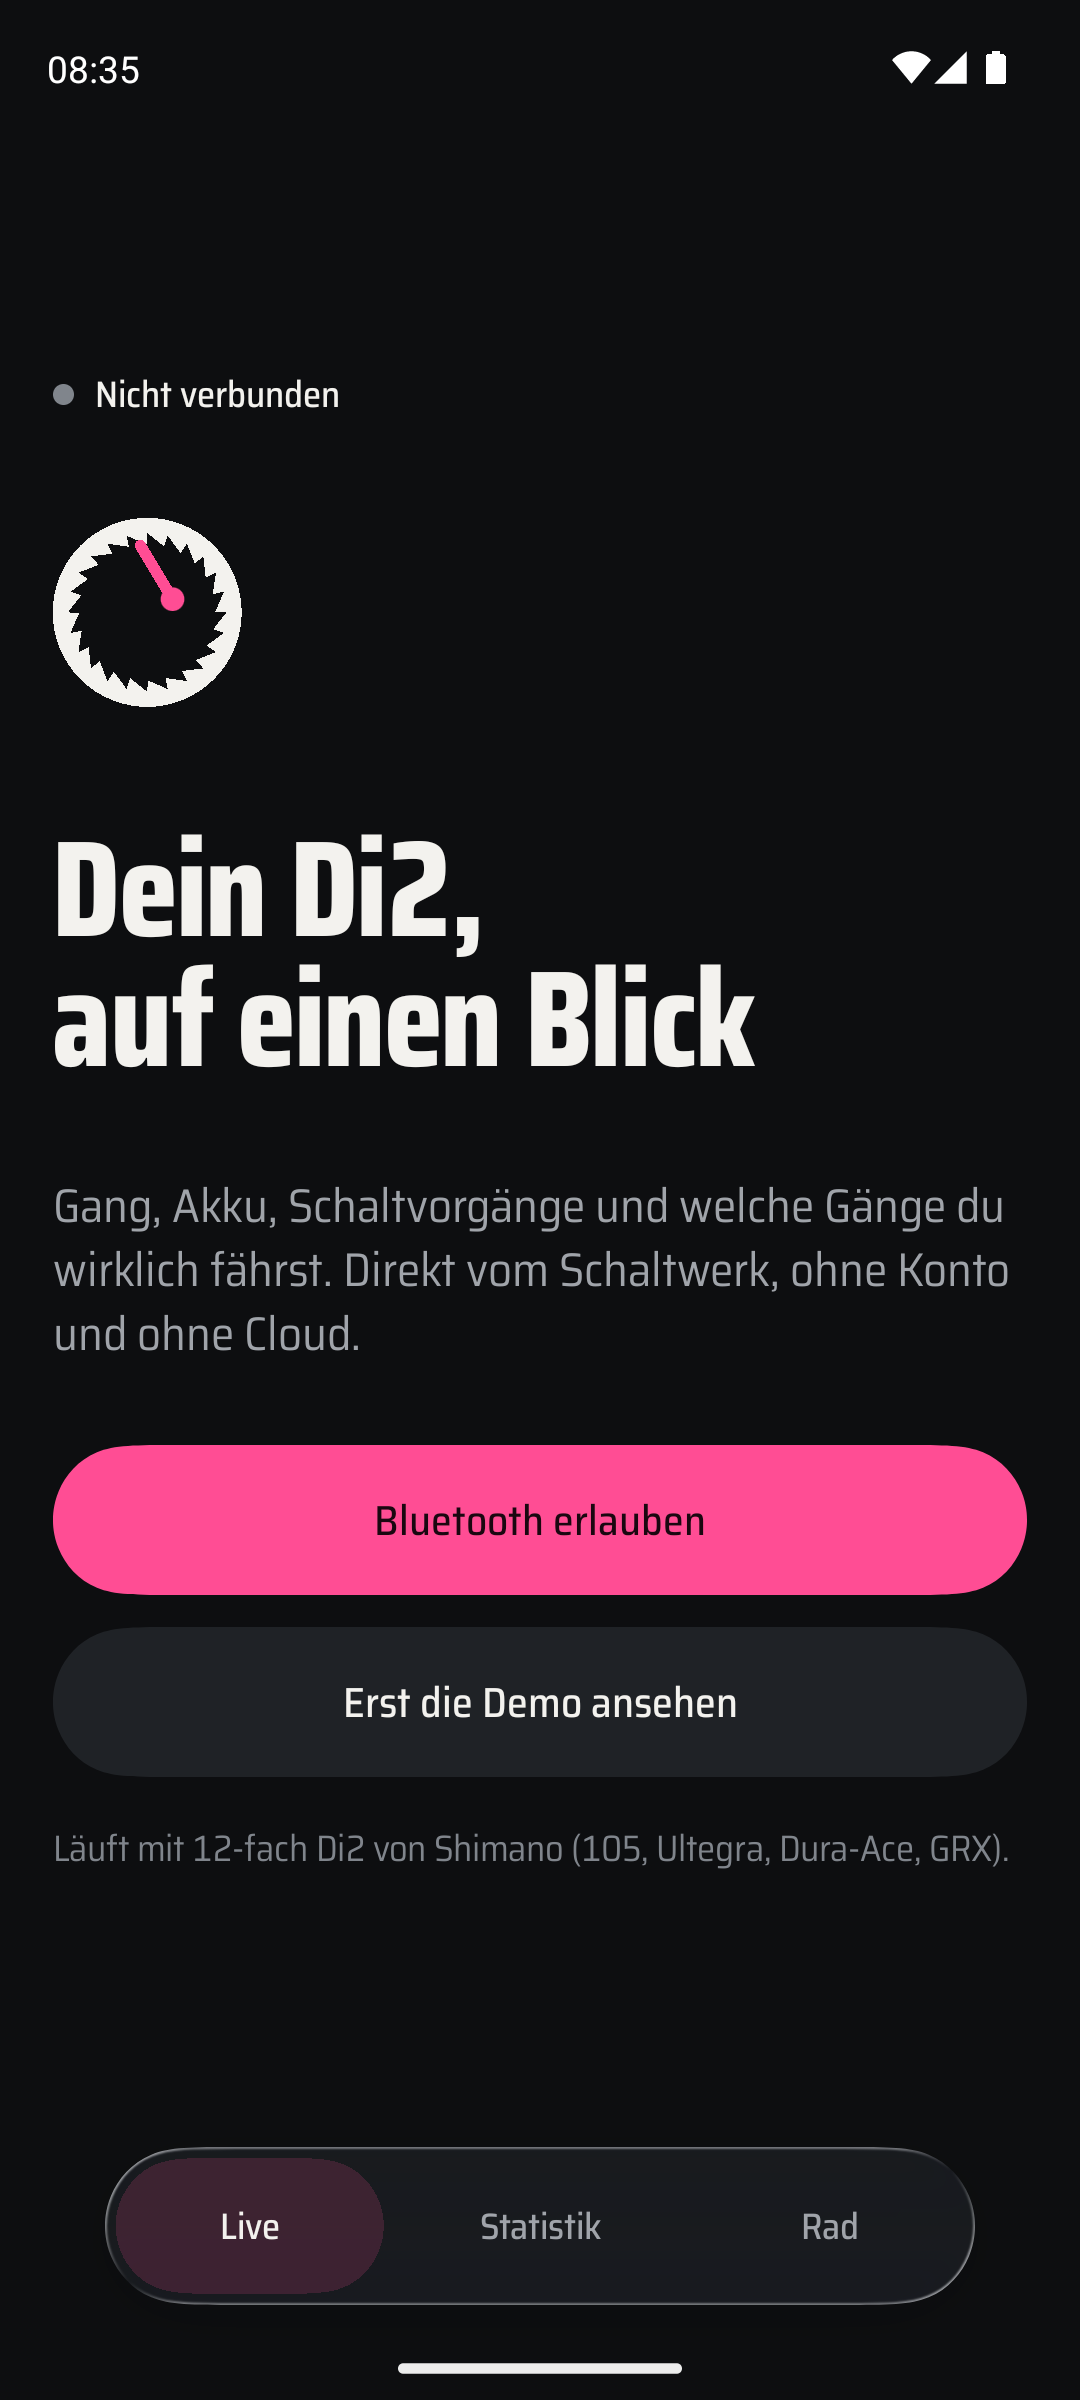 08:35
Nicht verbunden
Dein Di2,
auf einen Blick
Gang, Akku, Schaltvorgänge und welche Gänge du
wirklich fährst. Direkt vom Schaltwerk, ohne Konto
und ohne Cloud.
Bluetooth erlauben
Erst die Demo ansehen
Läuft mit 12-fach Di2 von Shimano (105, Ultegra, Dura-Ace, GRX).
Live
Statistik
Rad